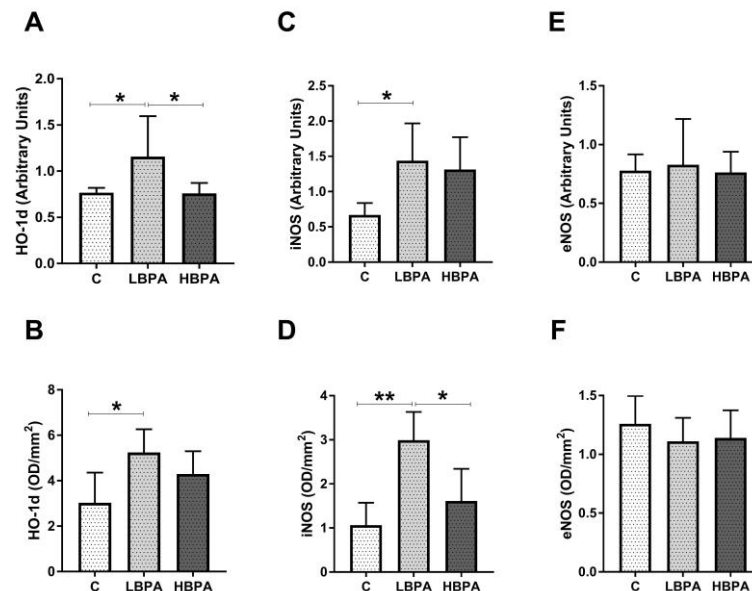 A
HO-1d (Arbitrary Units)
2.0
1.5
1.0
0.5
0.0
*
*
C LBPA HBPA
C
iNOS (Arbitrary Units)
2.5
2.0
1.5
1.0
0.5
0.0
*
C LBPA HBPA
E
eNOS (Arbitrary Units)
1.5
1.0
0.5
0.0
C LBPA HBPA
B
HO-1d (OD/mm²)
8
6
4
2
0
*
C LBPA HBPA
D
iNOS (OD/mm²)
4
3
2
1
0
**
*
C LBPA HBPA
F
eNOS (OD/mm²)
1.5
1.0
0.5
0.0
C LBPA HBPA